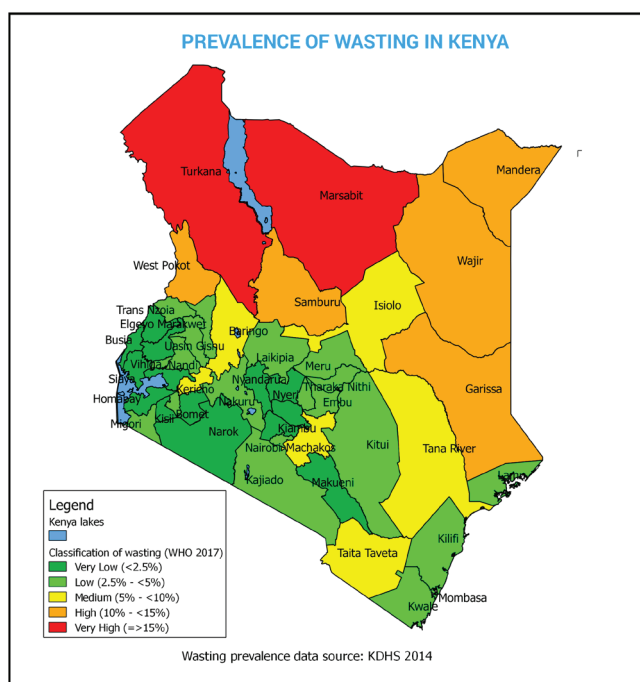 PREVALENCE OF WASTING IN KENYA
Turkana
Marsabit
Mandera
Wajir
West Pokot
Samburu
Isiolo
Trans Nzoia
Elgeyo Marakwet
Baringo
Busia
Uasin Gishu
Laikipia
Meru
Vihiga
Nandi
Siaya
Nyandarua
Tharaka Nithi
Kericho
Nyeri
Embu
Homabay
Nakuru
Garissa
Bomet
Kisii
Kiambu
Migori
Narok
Nairobi
Machakos
Kitui
Tana River
Kajiado
Makueni
Lamu
Taita Taveta
Kilifi
Kwale
Mombasa
Legend
Kenya lakes
Classification of wasting (WHO 2017)
Very Low (<2.5%)
Low (2.5% - <5%)
Medium (5% - <10%)
High (10% - <15%)
Very High (=>15%)
Wasting prevalence data source: KDHS 2014